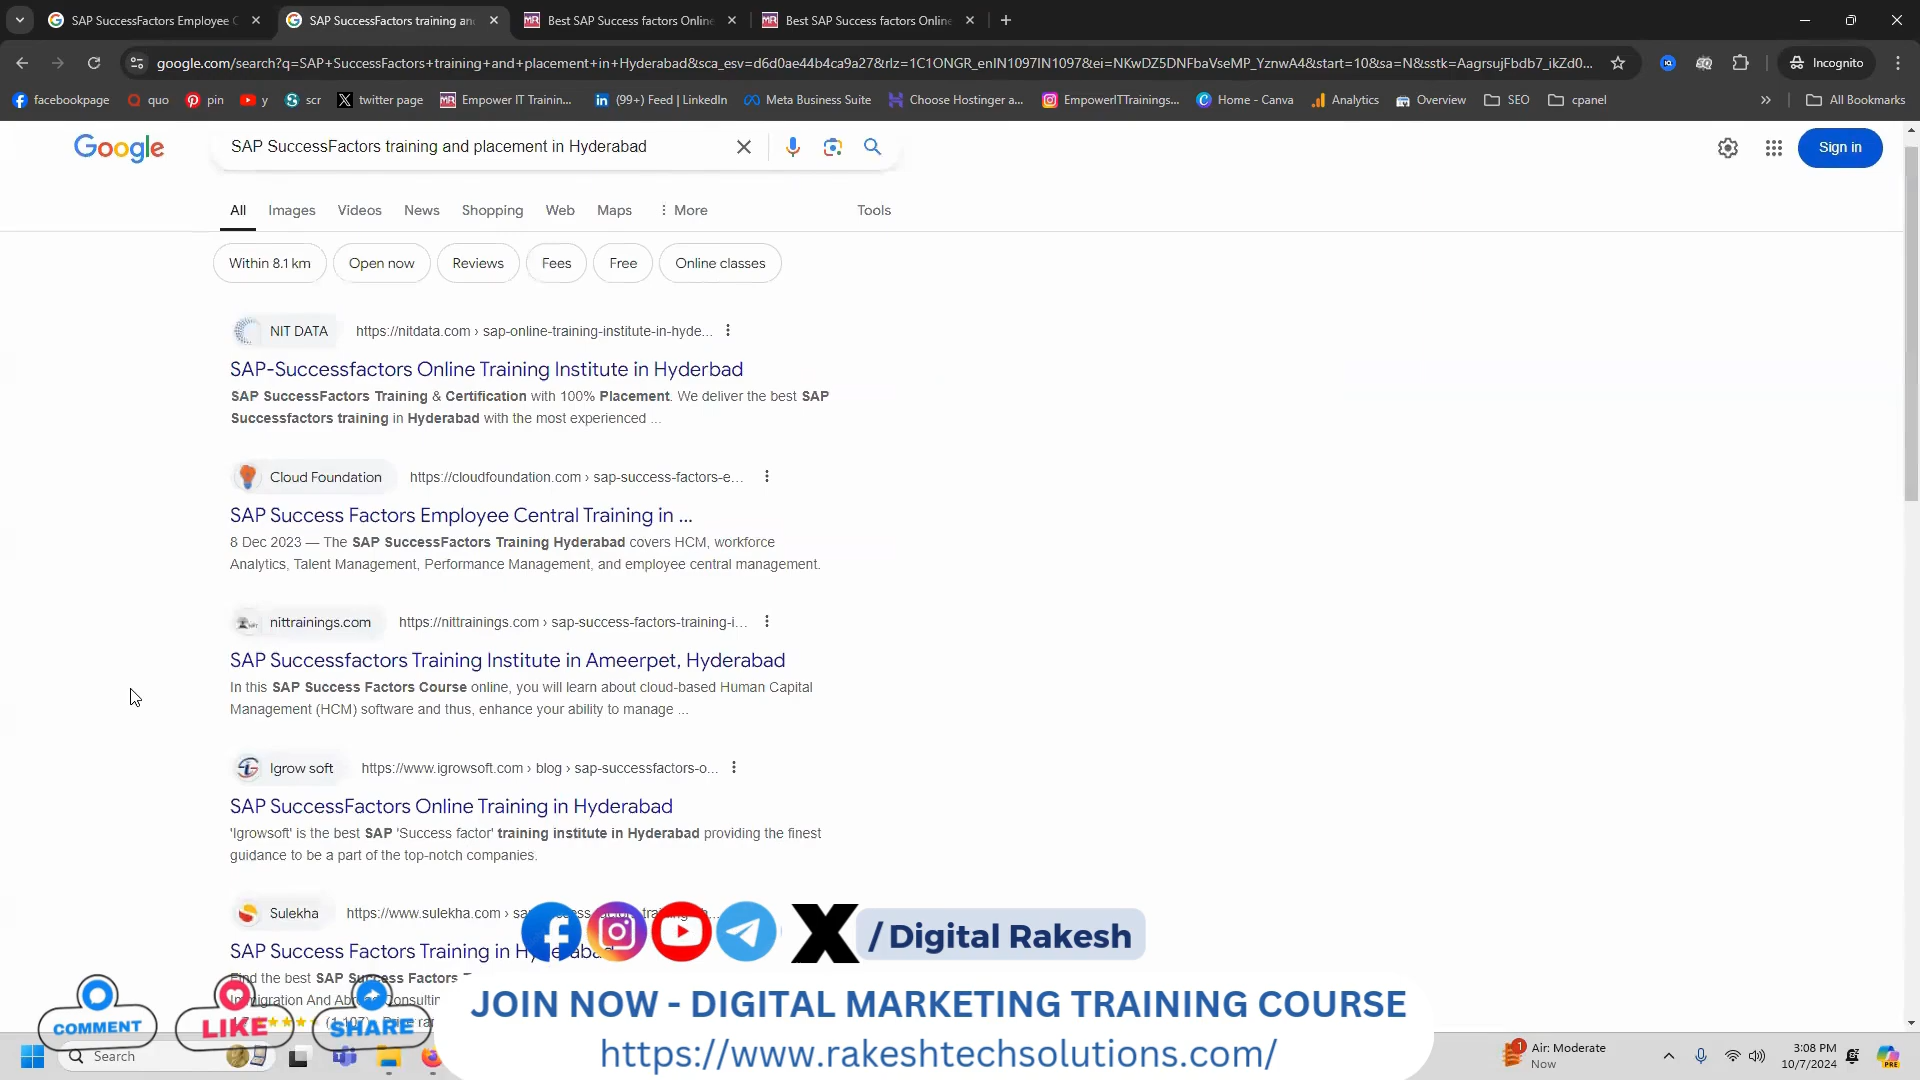 SAP SuccessFactors Employee C
SAP SuccessFactors training an
Best SAP Success factors Online
Best SAP Success factors Online
google.com/search?q=SAP+SuccessFactors+training+and+placement+in+Hyderabad&sca_esv=d6d0ae44b4ca9a27&rlz=1C1ONGR_enIN1097IN1097&ei=NKwDZ5DNFbaVseMP_YznwA4&start=10&sa=N&sstk=AagrsujFbdb7_ikZd0...
Incognito
facebookpage
quo
pin
y
scr
twitter page
Empower IT Trainin...
(99+) Feed | LinkedIn
Meta Business Suite
Choose Hostinger a...
EmpowerITTrainings...
Home - Canva
Analytics
Overview
SEO
cpanel
All Bookmarks
Google
SAP SuccessFactors training and placement in Hyderabad
Sign in
All
Images
Videos
News
Shopping
Web
Maps
More
Tools
Within 8.1 km
Open now
Reviews
Fees
Free
Online classes
NIT DATA
https://nitdata.com › sap-online-training-institute-in-hyde...
SAP-Successfactors Online Training Institute in Hyderbad
SAP SuccessFactors Training & Certification with 100% Placement. We deliver the best SAP
Successfactors training in Hyderabad with the most experienced ...
Cloud Foundation
https://cloudfoundation.com › sap-success-factors-e...
SAP Success Factors Employee Central Training in ...
8 Dec 2023 — The SAP SuccessFactors Training Hyderabad covers HCM, workforce
Analytics, Talent Management, Performance Management, and employee central management.
nittrainings.com
https://nittrainings.com › sap-success-factors-training-i...
SAP Successfactors Training Institute in Ameerpet, Hyderabad
In this SAP Success Factors Course online, you will learn about cloud-based Human Capital
Management (HCM) software and thus, enhance your ability to manage ...
Igrow soft
https://www.igrowsoft.com › blog › sap-successfactors-o...
SAP SuccessFactors Online Training in Hyderabad
'Igrowsoft' is the best SAP 'Success factor' training institute in Hyderabad providing the finest
guidance to be a part of the top-notch companies.
Sulekha
https://www.sulekha.com ›
SAP Success Factors Training in
Find the best SAP Success Factors
X /Digital Rakesh
COMMENT
LIKE
SHARE
JOIN NOW - DIGITAL MARKETING TRAINING COURSE
https://www.rakeshtechsolutions.com/
Search
1
Air: Moderate
Now
3:08 PM
10/7/2024